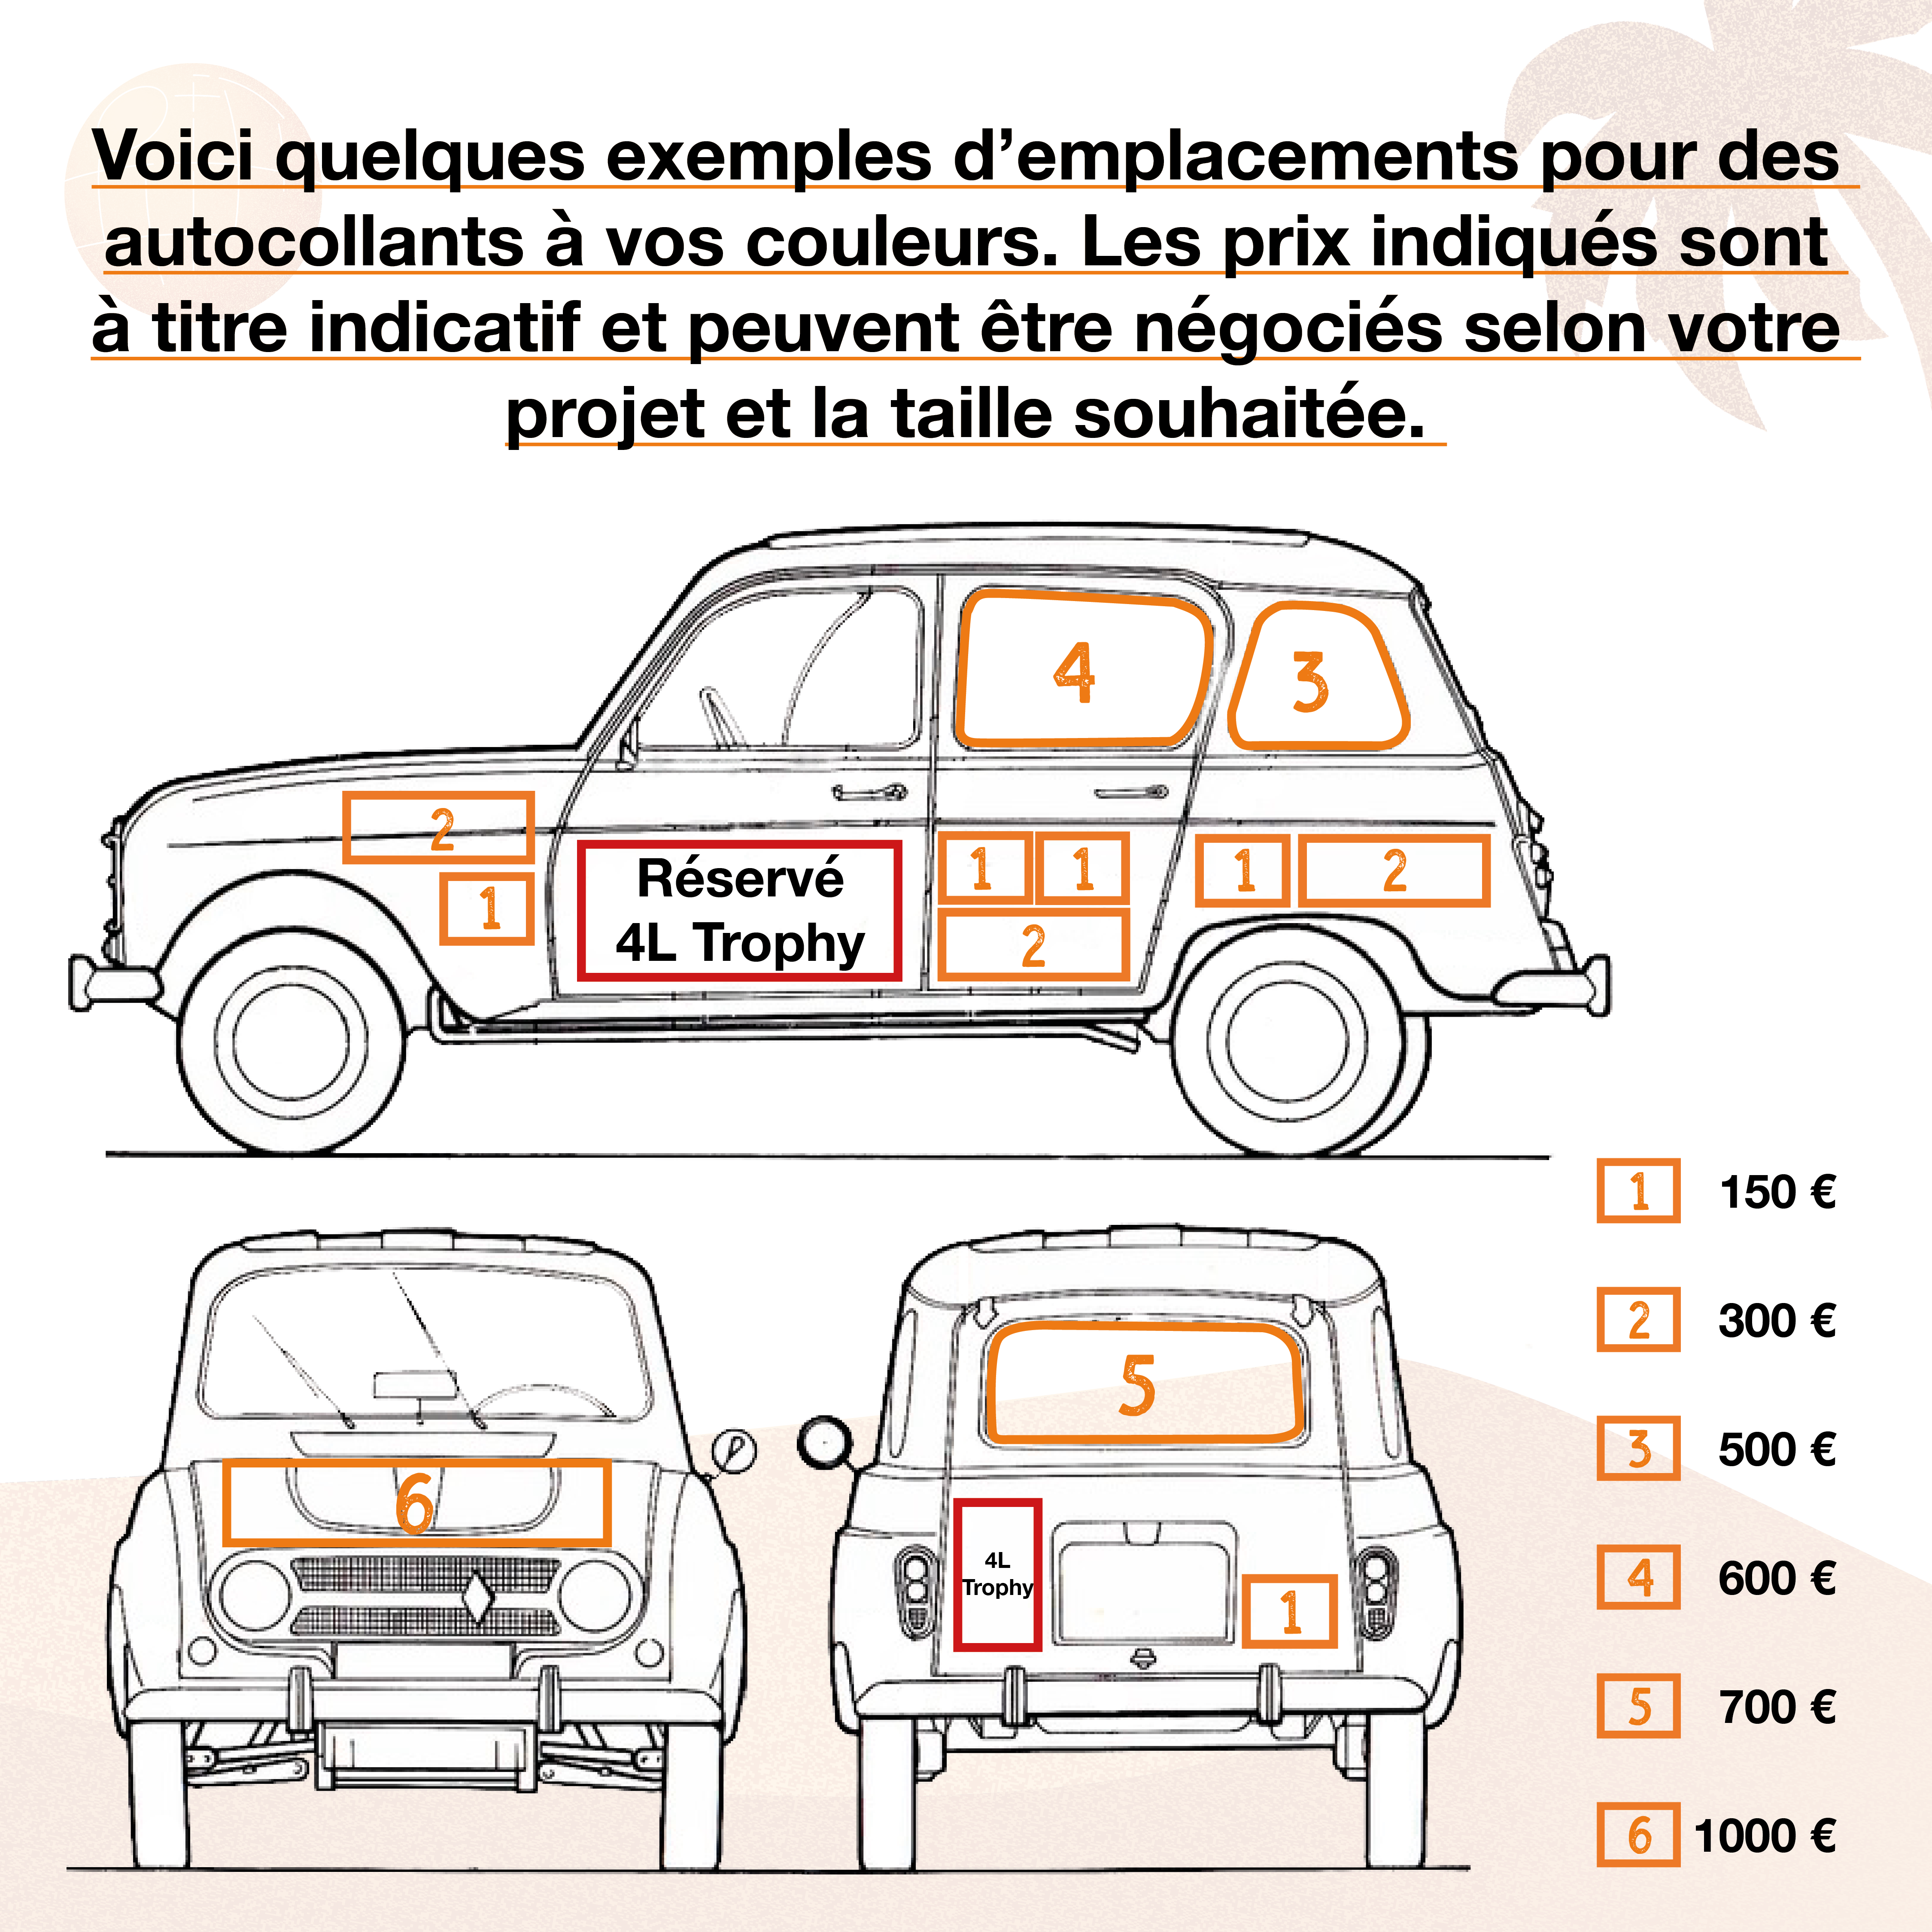 Voici quelques exemples d’emplacements pour des
autocollants à vos couleurs. Les prix indiqués sont
à titre indicatif et peuvent être négociés selon votre
projet et la taille souhaitée.
4
3
2
1
Réservé
4L Trophy
1
1
2
1
2
6
5
4L
Trophy
1
1 150 €
2 300 €
3 500 €
4 600 €
5 700 €
6 1000 €